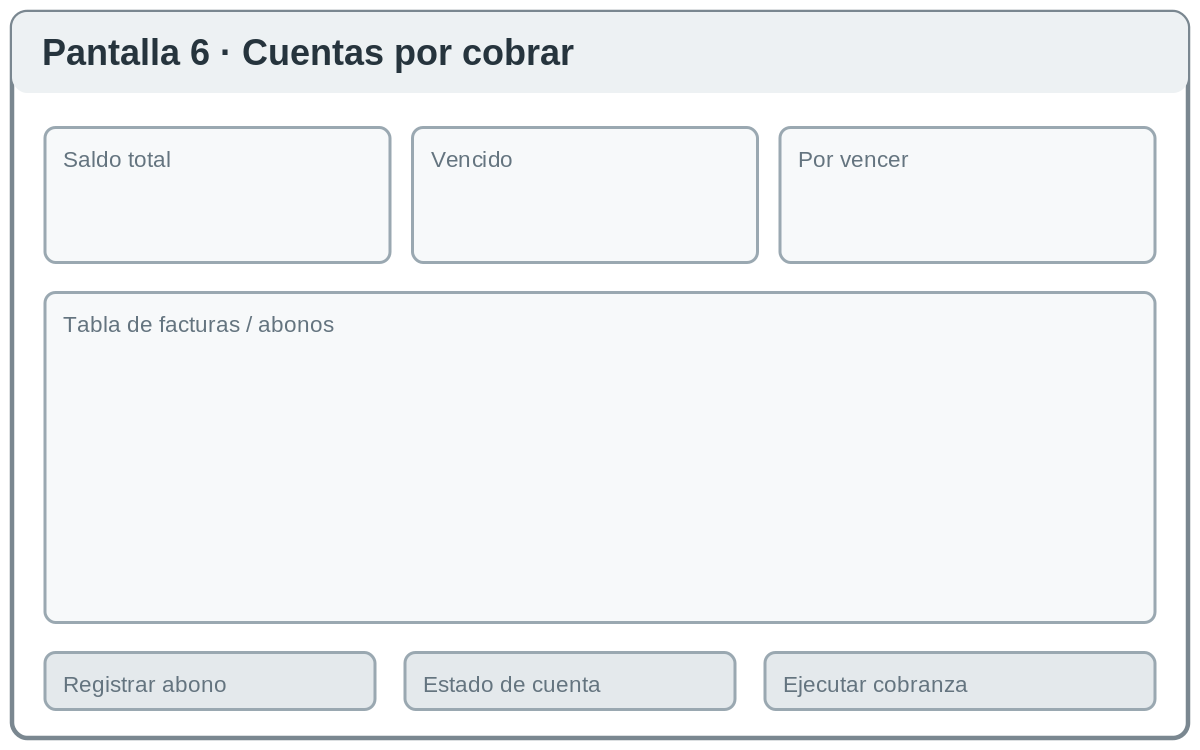 Pantalla 6 · Cuentas por cobrar
Saldo total
Vencido
Por vencer
Tabla de facturas / abonos
Registrar abono
Estado de cuenta
Ejecutar cobranza